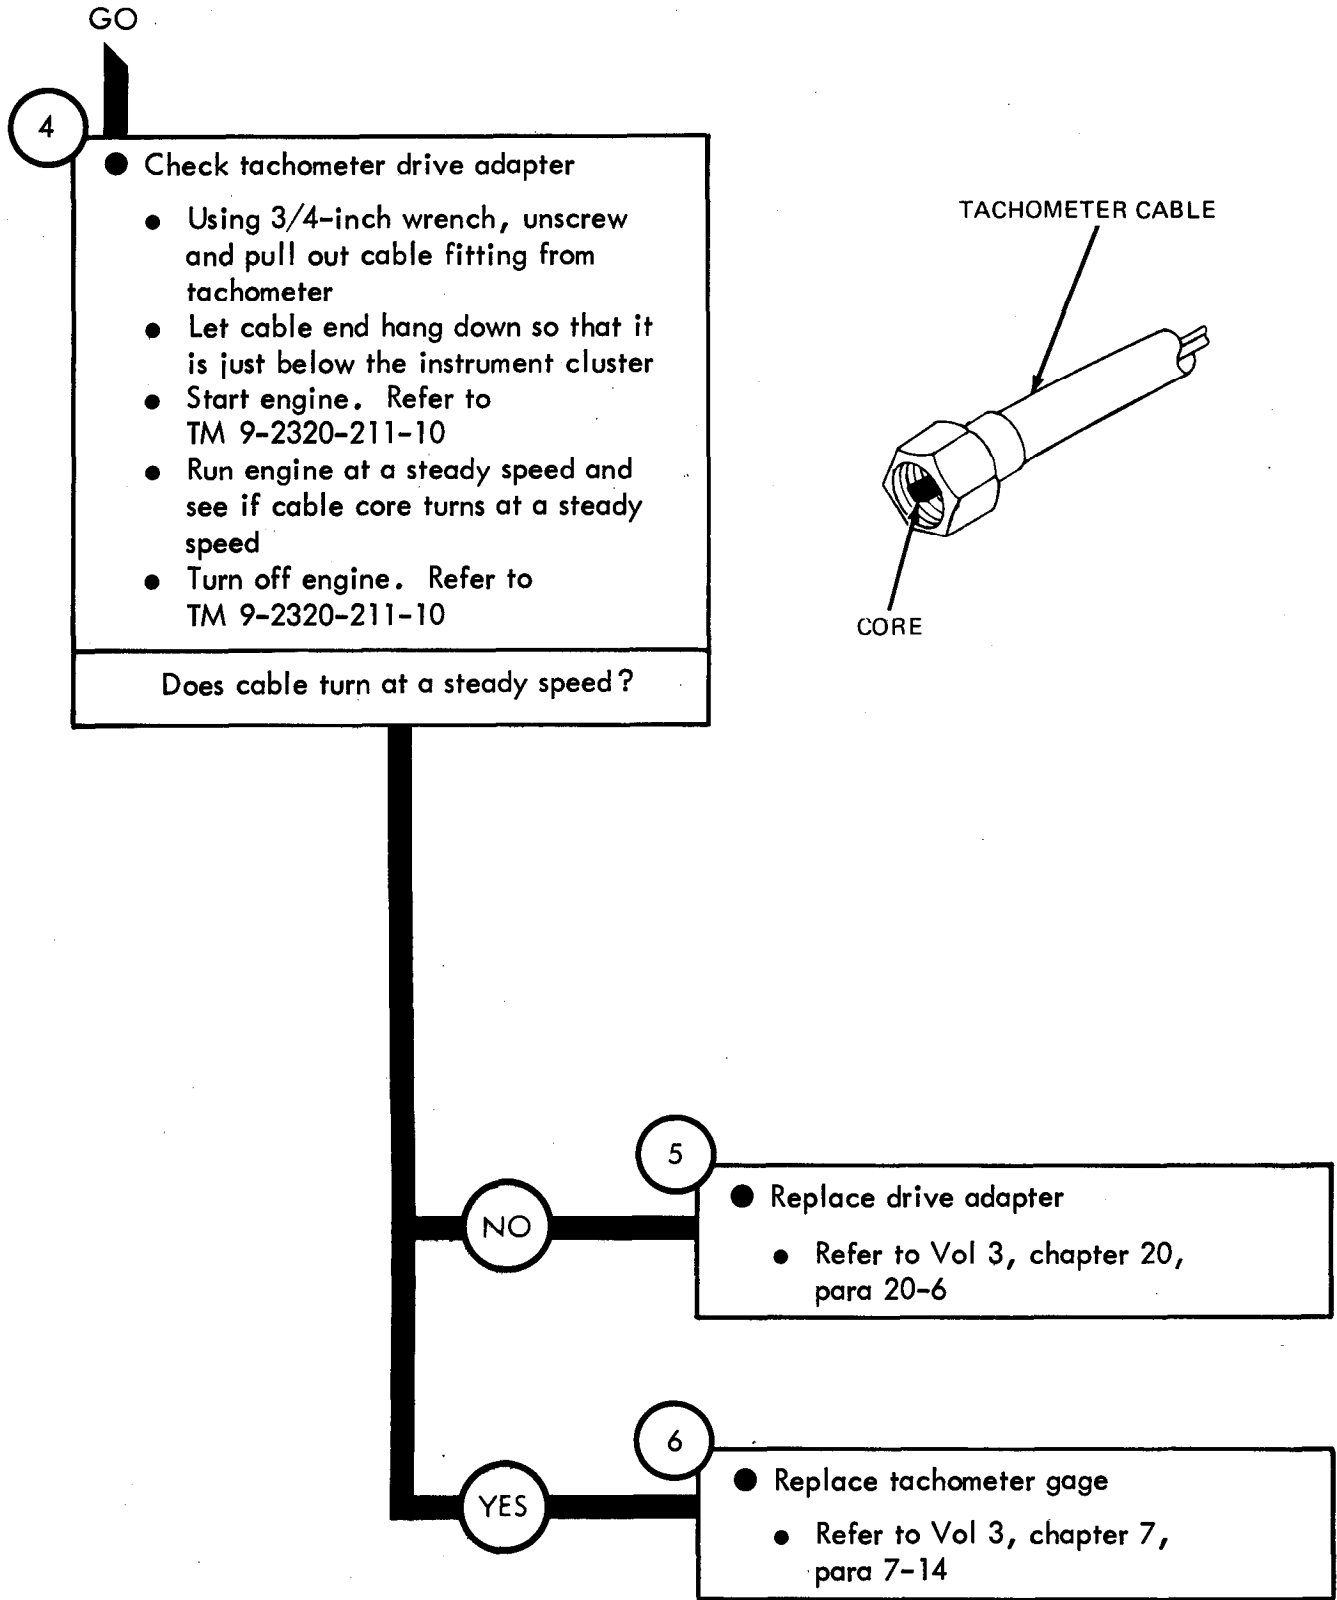 GO
4
● Check tachometer drive adapter
● Using 3/4-inch wrench, unscrew
and pull out cable fitting from
tachometer
● Let cable end hang down so that it
is just below the instrument cluster
● Start engine. Refer to
TM 9-2320-211-10
● Run engine at a steady speed and
see if cable core turns at a steady
speed
● Turn off engine. Refer to
TM 9-2320-211-10
Does cable turn at a steady speed?
TACHOMETER CABLE
CORE
NO
5
● Replace drive adapter
● Refer to Vol 3, chapter 20,
para 20-6
YES
6
● Replace tachometer gage
● Refer to Vol 3, chapter 7,
para 7-14